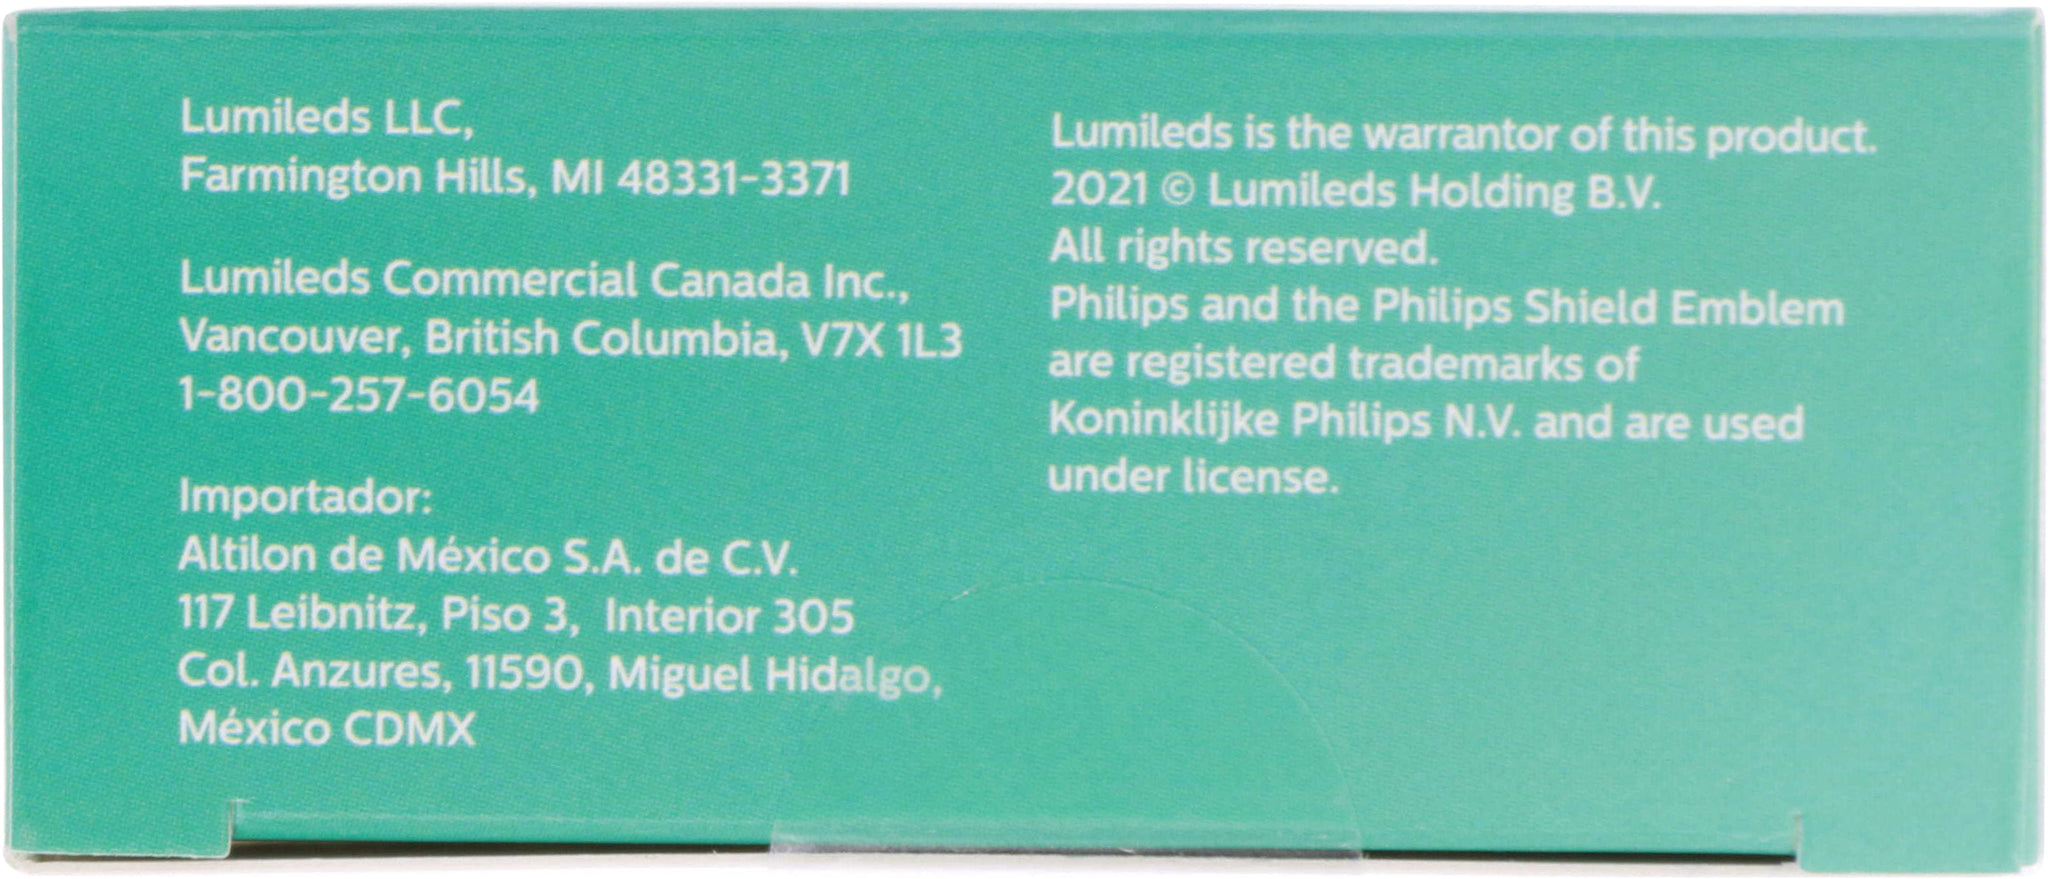 Lumileds LLC,
Farmington Hills, MI 48331-3371
Lumileds Commercial Canada Inc.,
Vancouver, British Columbia, V7X 1L3
1-800-257-6054
Importador:
Altilon de México S.A. de C.V.
117 Leibnitz, Piso 3, Interior 305
Col. Anzures, 11590, Miguel Hidalgo,
México CDMX
Lumileds is the warrantor of this product.
2021 © Lumileds Holding B.V.
All rights reserved.
Philips and the Philips Shield Emblem
are registered trademarks of
Koninklijke Philips N.V. and are used
under license.